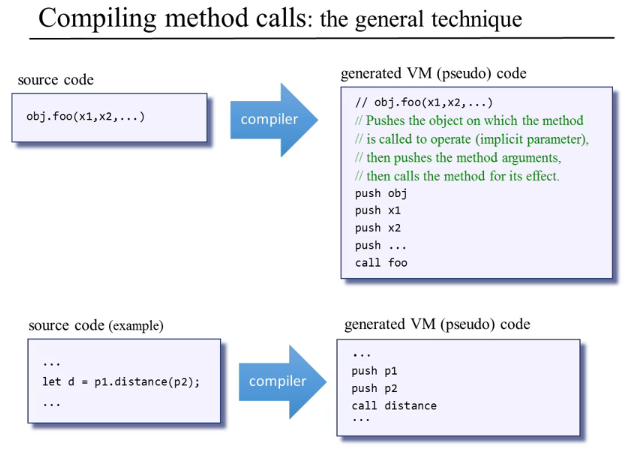 Compiling method calls: the general technique
source code
obj.foo(x1,x2,...)
compiler
generated VM (pseudo) code
// obj.foo(x1,x2,...)
// Pushes the object on which the method
// is called to operate (implicit parameter),
// then pushes the method arguments,
// then calls the method for its effect.
push obj
push x1
push x2
push ...
call foo
source code (example)
...
let d = p1.distance(p2);
...
compiler
generated VM (pseudo) code
...
push p1
push p2
call distance
...